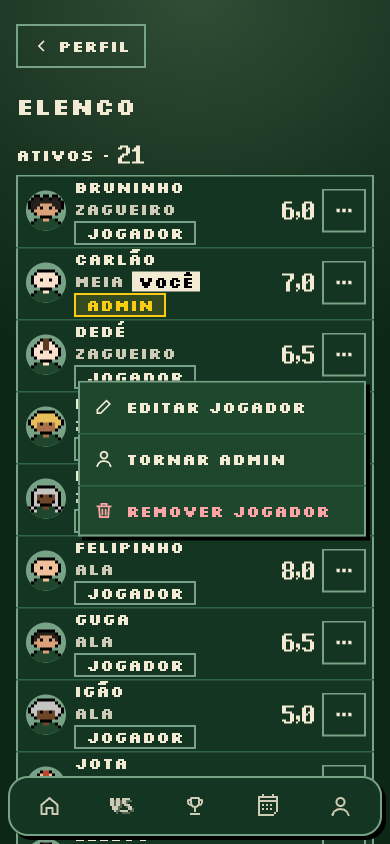 PERFIL
ELENCO
ATIVOS · 21
BRUNINHO
ZAGUEIRO
JOGADOR
6,0
CARLÃO
MEIA VOCÊ
ADMIN
7,0
DEDÉ
ZAGUEIRO
JOGADOR
6,5
EDITAR JOGADOR
TORNAR ADMIN
REMOVER JOGADOR
FELIPINHO
ALA
JOGADOR
8,0
GUGA
ALA
JOGADOR
6,5
IGÃO
ALA
JOGADOR
5,0
JOTA
VS